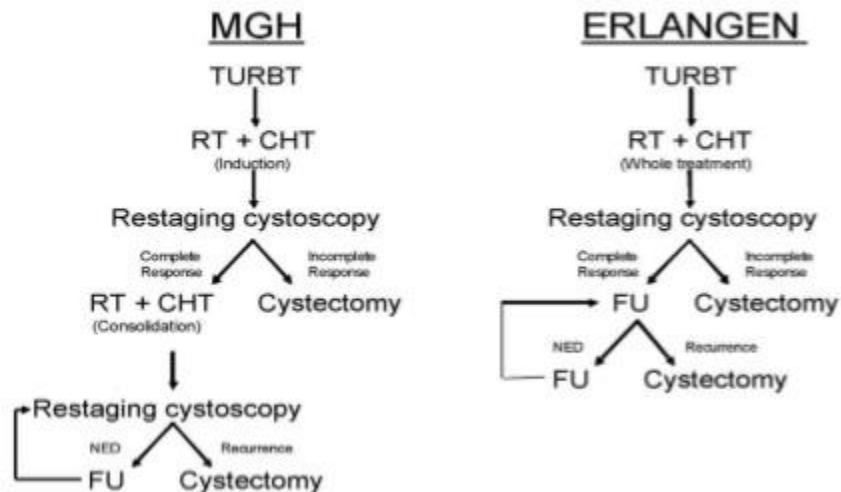 MGH
TURBT
RT + CHT
(Induction)
Restaging cystoscopy
Complete
Response
Incomplete
Response
RT + CHT
(Consolidation)
Cystectomy
Restaging cystoscopy
NED
Recurrence
FU
Cystectomy
ERLANGEN
TURBT
RT + CHT
(Whole treatment)
Restaging cystoscopy
Complete
Response
Incomplete
Response
FU
Cystectomy
NED
Recurrence
FU
Cystectomy